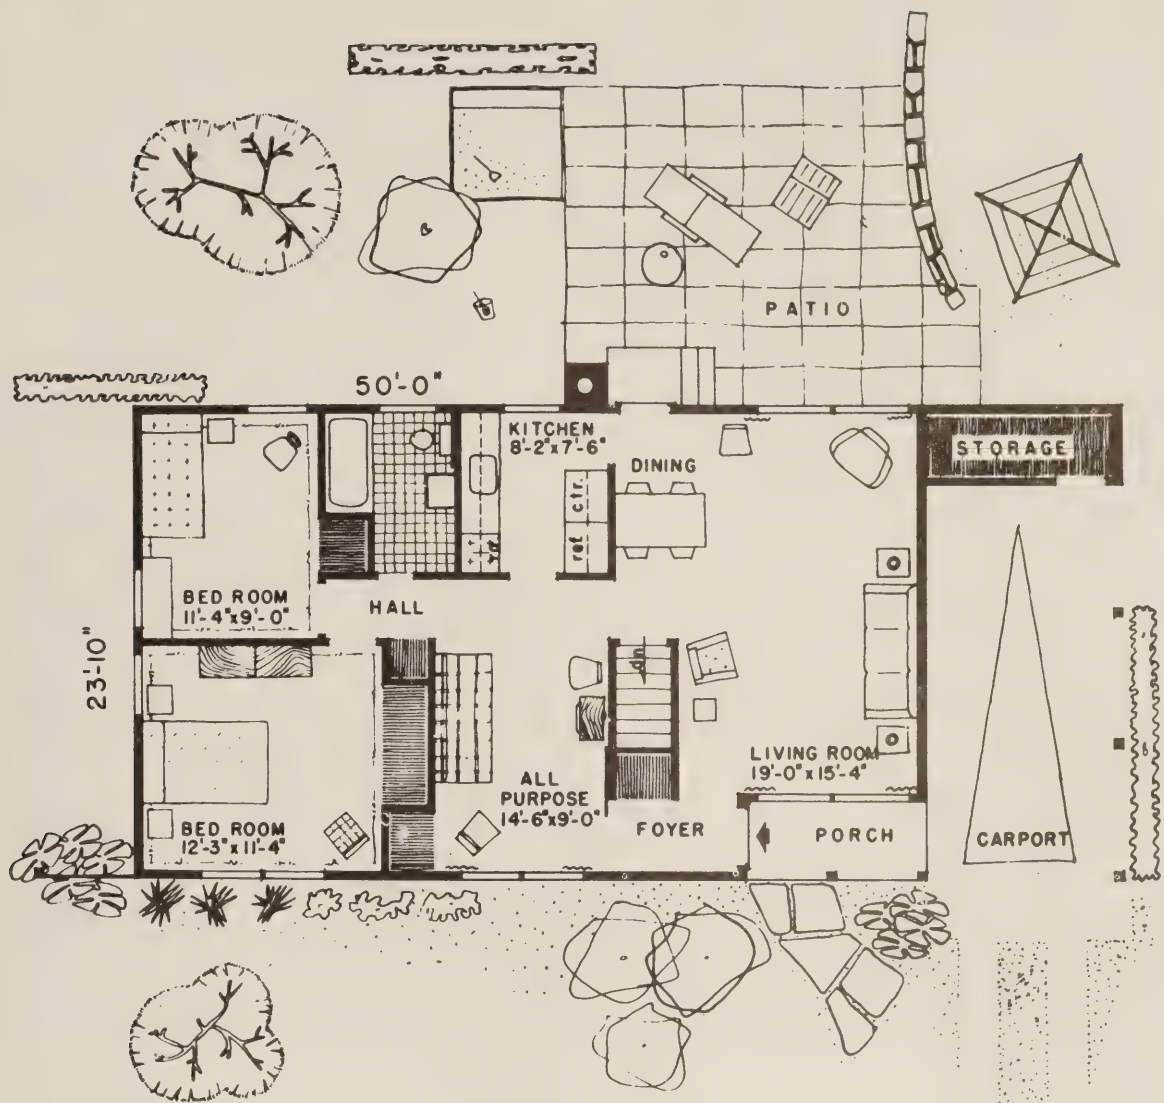 PATIO
50'-0"
KITCHEN
8'-2"x7'-6"
STORAGE
DINING
ref. ctr.
BED ROOM
11'-4"x9'-0"
HALL
23'-10"
dn
LIVING ROOM
19'-0"x15'-4"
ALL
PURPOSE
14'-6"x9'-0"
BED ROOM
12'-3"x11'-4"
FOYER
PORCH
CARPORT